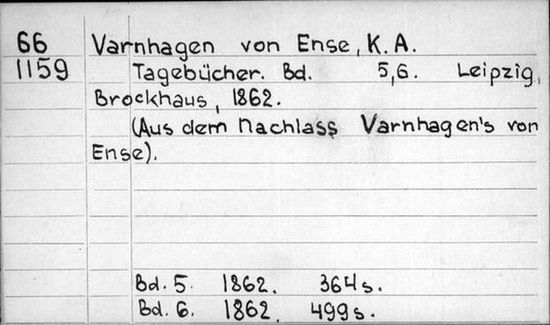 66 Varnhagen von Ense, K. A.
1159 Tagebücher. Bd. 5,6. Leipzig,
Brockhaus, 1862.
(Aus dem Nachlass Varnhagen's von
Ense).
Bd. 5. 1862. 364 s.
Bd. 6. 1862. 499 s.